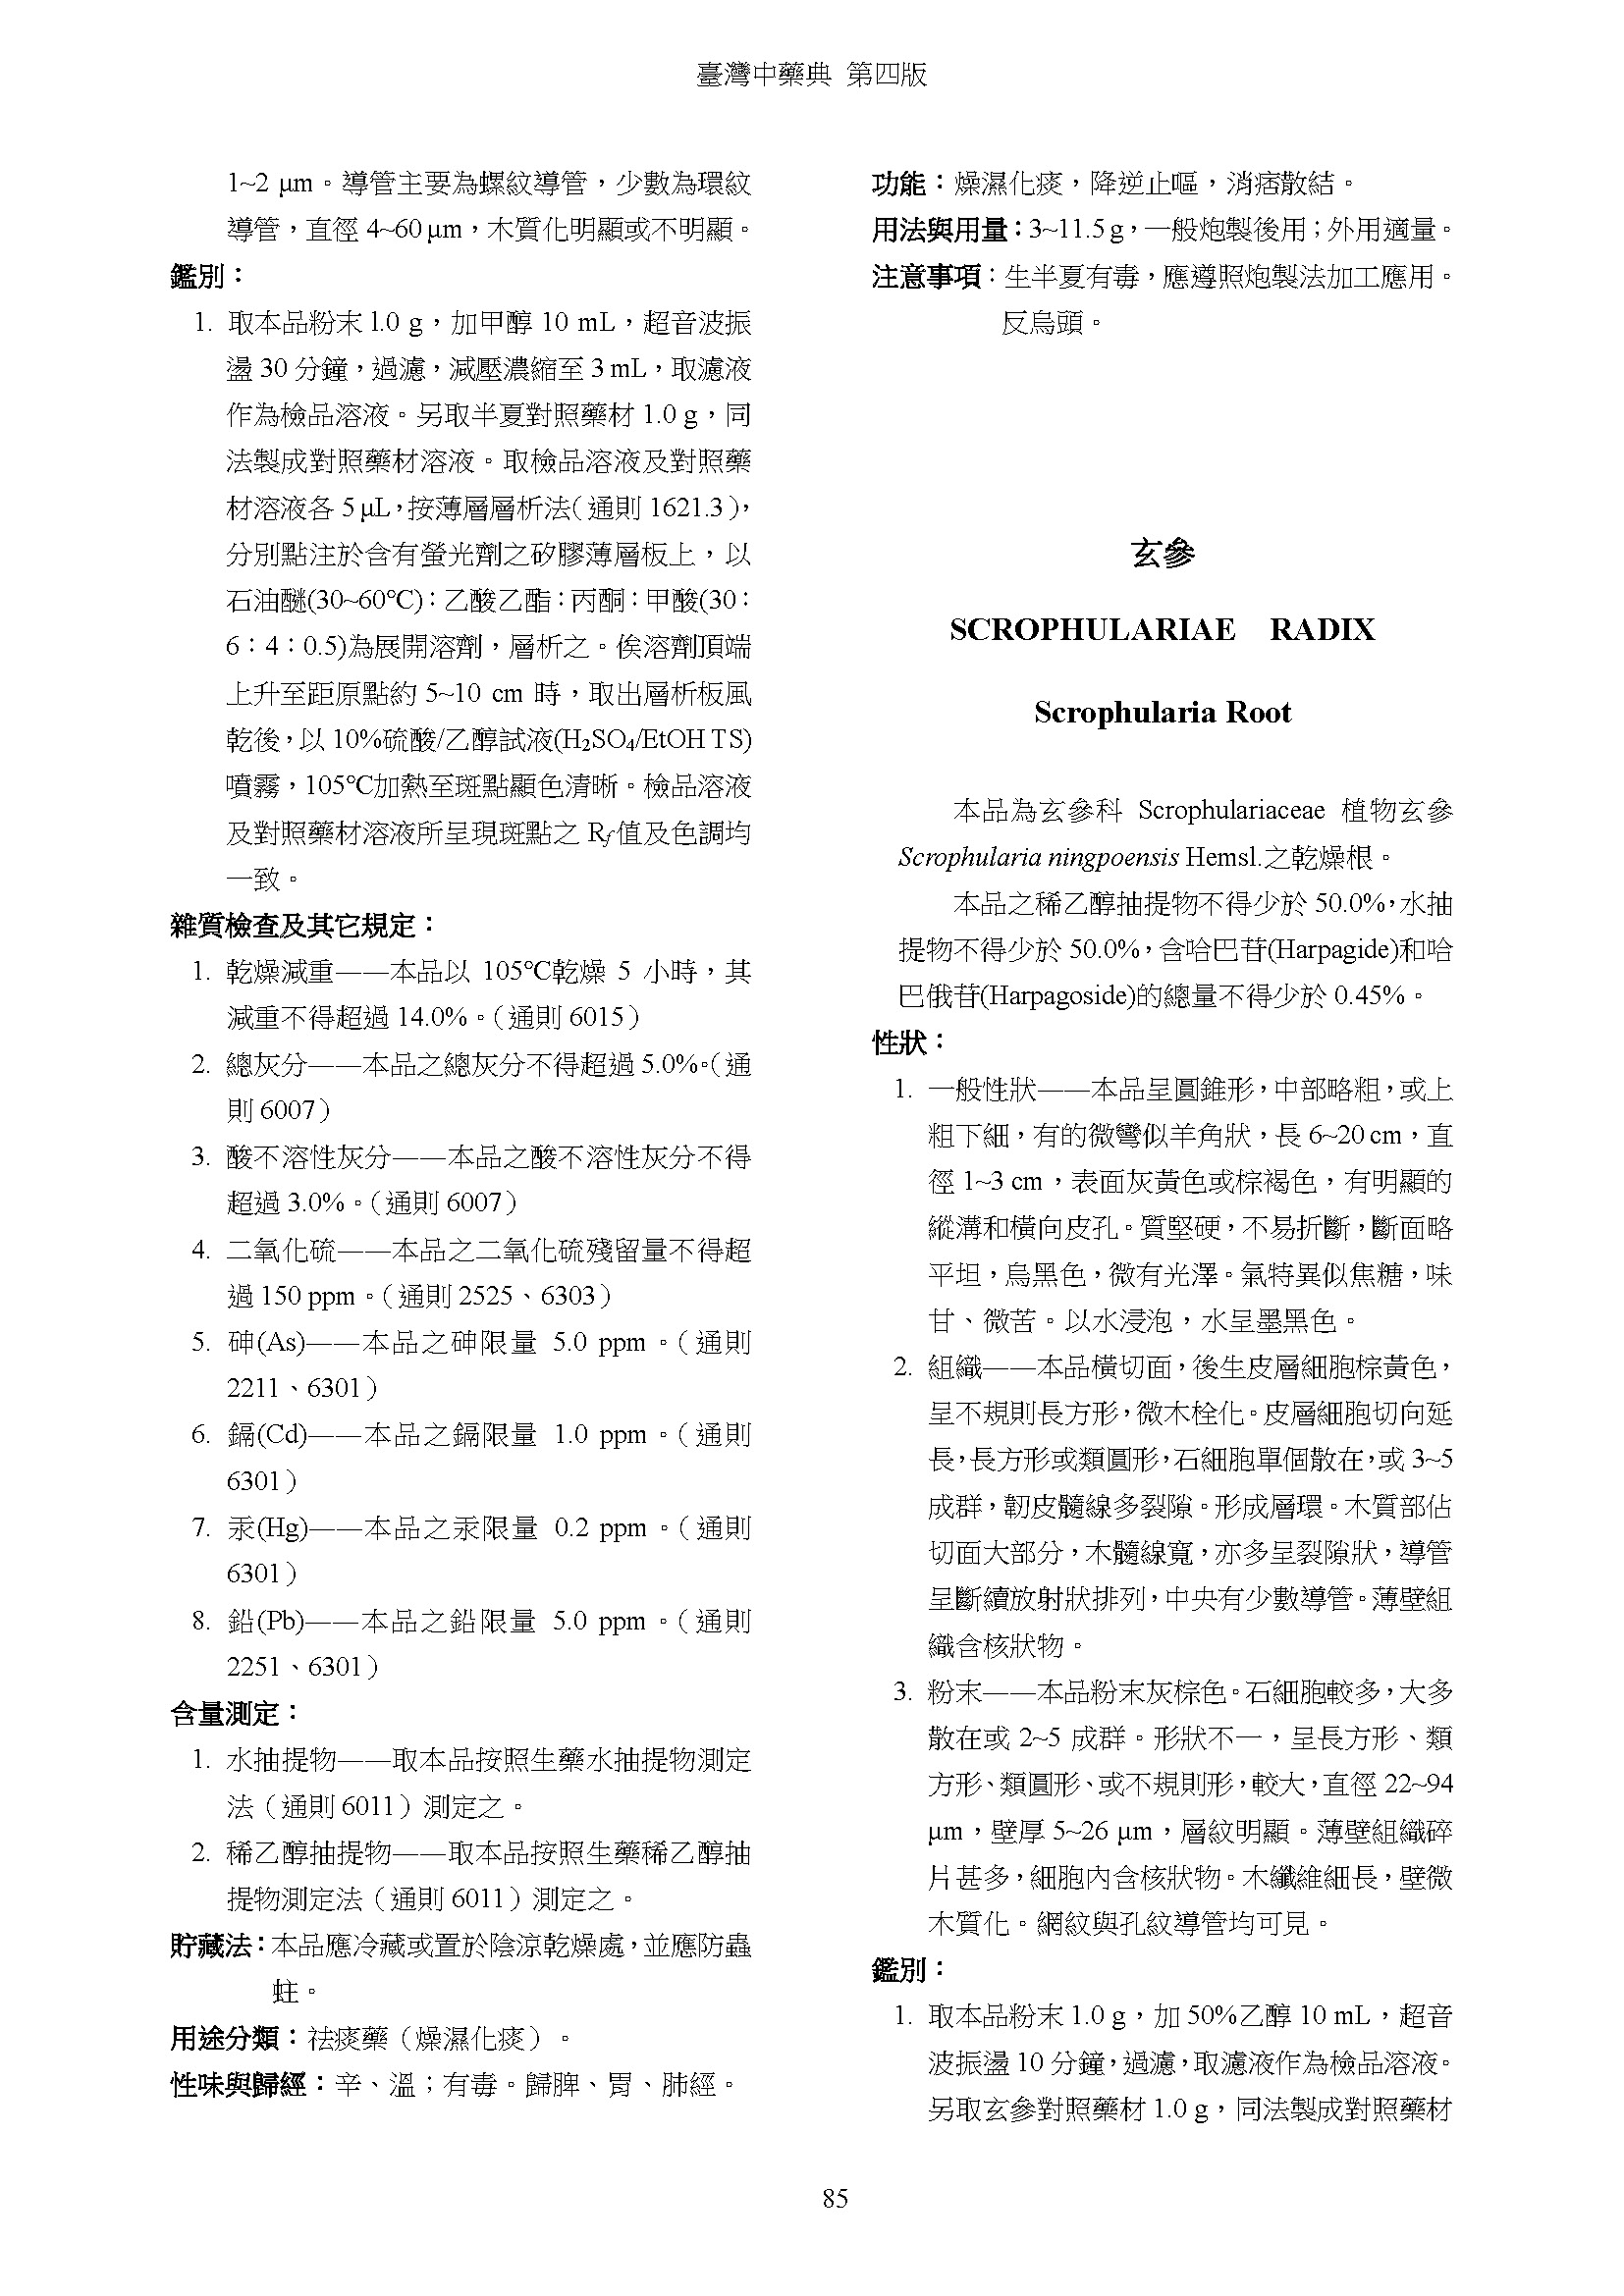 臺灣中藥典 第四版
1~2 μm。導管主要為螺紋導管，少數為環紋
導管，直徑 4~60 μm，木質化明顯或不明顯。
鑑別：
1. 取本品粉末 1.0 g，加甲醇 10 mL，超音波振
盪 30 分鐘，過濾，減壓濃縮至 3 mL，取濾液
作為檢品溶液。另取半夏對照藥材 1.0 g，同
法製成對照藥材溶液。取檢品溶液及對照藥
材溶液各 5 μL，按薄層層析法（通則 1621.3），
分別點注於含有螢光劑之矽膠薄層板上，以
石油醚(30~60℃)：乙酸乙酯：丙酮：甲酸(30：
6：4：0.5)為展開溶劑，層析之。俟溶劑頂端
上升至距原點約 5~10 cm 時，取出層析板風
乾後，以 10%硫酸/乙醇試液(H₂SO₄/EtOH TS)
噴霧，105℃加熱至斑點顯色清晰。檢品溶液
及對照藥材溶液所呈現斑點之 Rf值及色調均
一致。
雜質檢查及其它規定：
1. 乾燥減重——本品以 105℃乾燥 5 小時，其
減重不得超過 14.0%。（通則 6015）
2. 總灰分——本品之總灰分不得超過 5.0%。（通
則 6007）
3. 酸不溶性灰分——本品之酸不溶性灰分不得
超過 3.0%。（通則 6007）
4. 二氧化硫——本品之二氧化硫殘留量不得超
過 150 ppm。（通則 2525、6303）
5. 砷(As)——本品之砷限量 5.0 ppm。（通則
2211、6301）
6. 鎘(Cd)——本品之鎘限量 1.0 ppm。（通則
6301）
7. 汞(Hg)——本品之汞限量 0.2 ppm。（通則
6301）
8. 鉛(Pb)——本品之鉛限量 5.0 ppm。（通則
2251、6301）
含量測定：
1. 水抽提物——取本品按照生藥水抽提物測定
法（通則 6011）測定之。
2. 稀乙醇抽提物——取本品按照生藥稀乙醇抽
提物測定法（通則 6011）測定之。
貯藏法：本品應冷藏或置於陰涼乾燥處，並應防蟲
蛀。
用途分類：祛痰藥（燥濕化痰）。
性味與歸經：辛、溫；有毒。歸脾、胃、肺經。
功能：燥濕化痰，降逆止嘔，消痞散結。
用法與用量：3~11.5 g，一般炮製後用；外用適量。
注意事項：生半夏有毒，應遵照炮製法加工應用。
反烏頭。
玄參
SCROPHULARIAE RADIX
Scrophularia Root
本品為玄參科 Scrophulariaceae 植物玄參
Scrophularia ningpoensis Hemsl.之乾燥根。
本品之稀乙醇抽提物不得少於 50.0%，水抽
提物不得少於 50.0%，含哈巴苷(Harpagide)和哈
巴俄苷(Harpagoside)的總量不得少於 0.45%。
性狀：
1. 一般性狀——本品呈圓錐形，中部略粗，或上
粗下細，有的微彎似羊角狀，長 6~20 cm，直
徑 1~3 cm，表面灰黃色或棕褐色，有明顯的
縱溝和橫向皮孔。質堅硬，不易折斷，斷面略
平坦，烏黑色，微有光澤。氣特異似焦糖，味
甘、微苦。以水浸泡，水呈墨黑色。
2. 組織——本品橫切面，後生皮層細胞棕黃色，
呈不規則長方形，微木栓化。皮層細胞切向延
長，長方形或類圓形，石細胞單個散在，或 3~5
成群，韌皮髓線多裂隙。形成層環。木質部佔
切面大部分，木髓線寬，亦多呈裂隙狀，導管
呈斷續放射狀排列，中央有少數導管。薄壁組
織含核狀物。
3. 粉末——本品粉末灰棕色。石細胞較多，大多
散在或 2~5 成群。形狀不一，呈長方形、類
方形、類圓形、或不規則形，較大，直徑 22~94
μm，壁厚 5~26 μm，層紋明顯。薄壁組織碎
片甚多，細胞內含核狀物。木纖維細長，壁微
木質化。網紋與孔紋導管均可見。
鑑別：
1. 取本品粉末 1.0 g，加 50%乙醇 10 mL，超音
波振盪 10 分鐘，過濾，取濾液作為檢品溶液。
另取玄參對照藥材 1.0 g，同法製成對照藥材
85